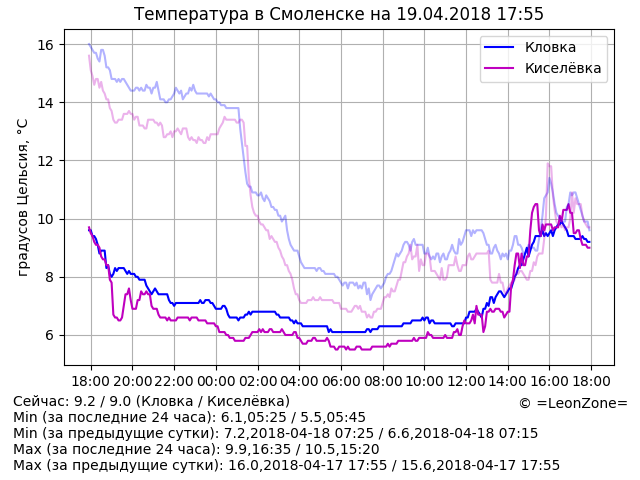 Температура в Смоленске на 19.04.2018 17:55
Кловка
Киселёвка
градусов Цельсия, °C
16
14
12
10
8
6
18:00 20:00 22:00 00:00 02:00 04:00 06:00 08:00 10:00 12:00 14:00 16:00 18:00
Сейчас: 9.2 / 9.0 (Кловка / Киселёвка)
© =LeonZone=
Min (за последние 24 часа): 6.1,05:25 / 5.5,05:45
Min (за предыдущие сутки): 7.2,2018-04-18 07:25 / 6.6,2018-04-18 07:15
Max (за последние 24 часа): 9.9,16:35 / 10.5,15:20
Max (за предыдущие сутки): 16.0,2018-04-17 17:55 / 15.6,2018-04-17 17:55